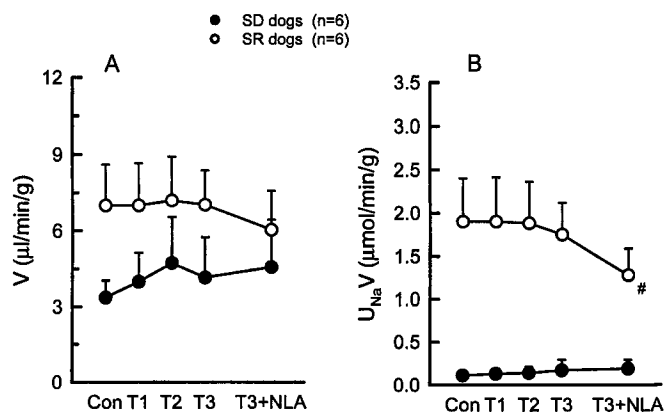 SD dogs (n=6)
SR dogs (n=6)
A
V (µl/min/g)
12
9
6
3
0
Con T1 T2 T3 T3+NLA
B
UNaV (µmol/min/g)
3.5
3.0
2.5
2.0
1.5
1.0
0.5
0.0
#
Con T1 T2 T3 T3+NLA